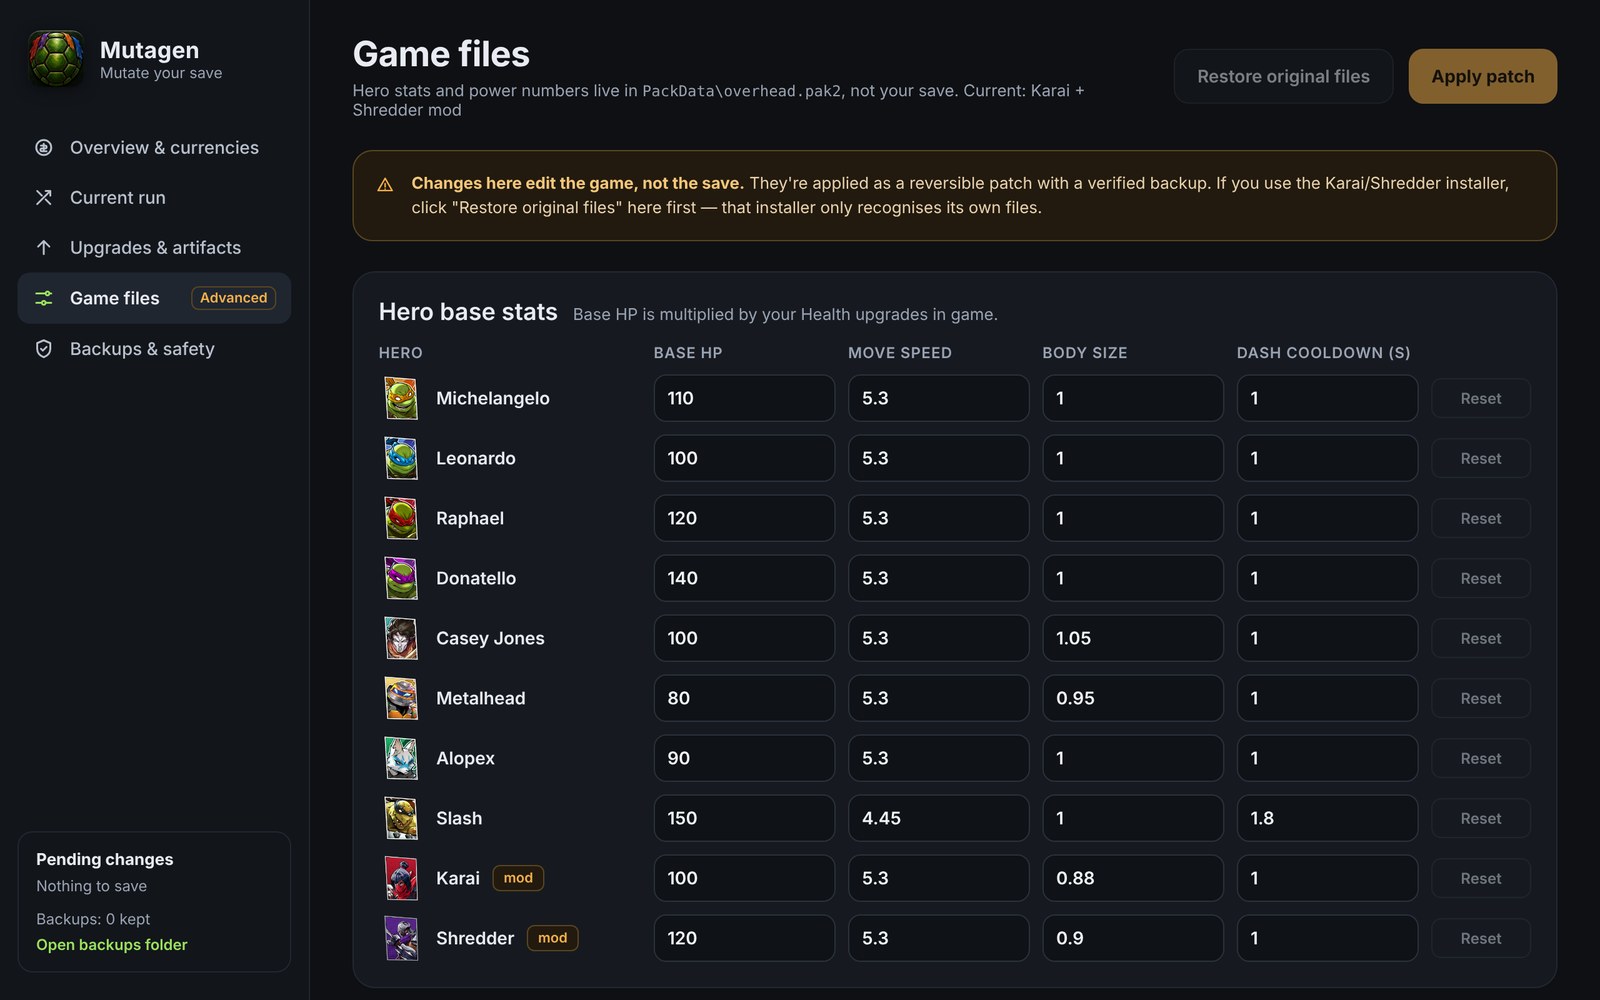 Mutagen
Mutate your save
Overview & currencies
Current run
Upgrades & artifacts
Game files Advanced
Backups & safety
Pending changes
Nothing to save
Backups: 0 kept
Open backups folder
Game files
Hero stats and power numbers live in PackData\overhead.pak2, not your save. Current: Karai +
Shredder mod
Restore original files
Apply patch
Changes here edit the game, not the save. They're applied as a reversible patch with a verified backup. If you use the Karai/Shredder installer,
click "Restore original files" here first — that installer only recognises its own files.
Hero base stats Base HP is multiplied by your Health upgrades in game.
HERO BASE HP MOVE SPEED BODY SIZE DASH COOLDOWN (S)
Michelangelo 110 5.3 1 1 Reset
Leonardo 100 5.3 1 1 Reset
Raphael 120 5.3 1 1 Reset
Donatello 140 5.3 1 1 Reset
Casey Jones 100 5.3 1.05 1 Reset
Metalhead 80 5.3 0.95 1 Reset
Alopex 90 5.3 1 1 Reset
Slash 150 4.45 1 1.8 Reset
Karai mod 100 5.3 0.88 1 Reset
Shredder mod 120 5.3 0.9 1 Reset